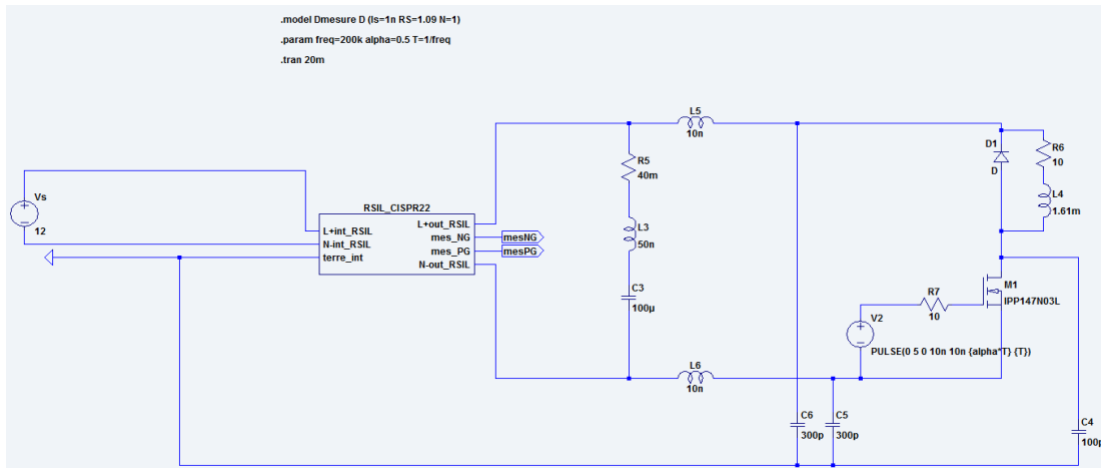 .model Dmesure D (Is=1n RS=1.09 N=1)
.param freq=200k alpha=0.5 T=1/freq
.tran 20m
L5
10n
D1
D
R6
10
R5
40m
Vs
12
RSIL_CISPR22
L+int_RSIL
N-int_RSIL
terre_int
L+out_RSIL
mes_NG
mes_PG
N-out_RSIL
mesNG
mesPG
L3
50n
L4
1.61m
C3
100µ
R7
10
M1
IPP147N03L
V2
PULSE(0 5 0 10n 10n {alpha*T} {T})
L6
10n
C6
300p
C5
300p
C4
100p